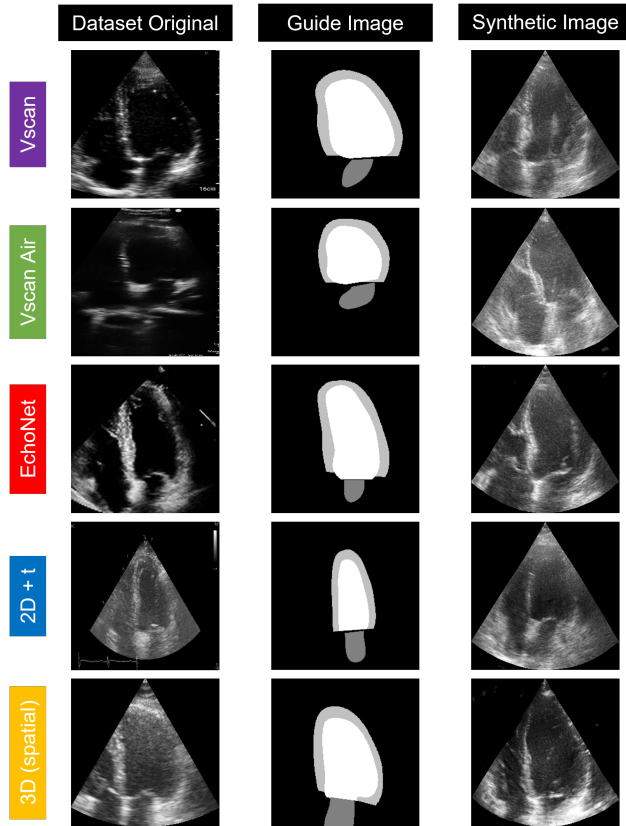 Dataset Original
Guide Image
Synthetic Image
Vscan
16cm
Vscan Air
EchoNet
2D + t
3D (spatial)